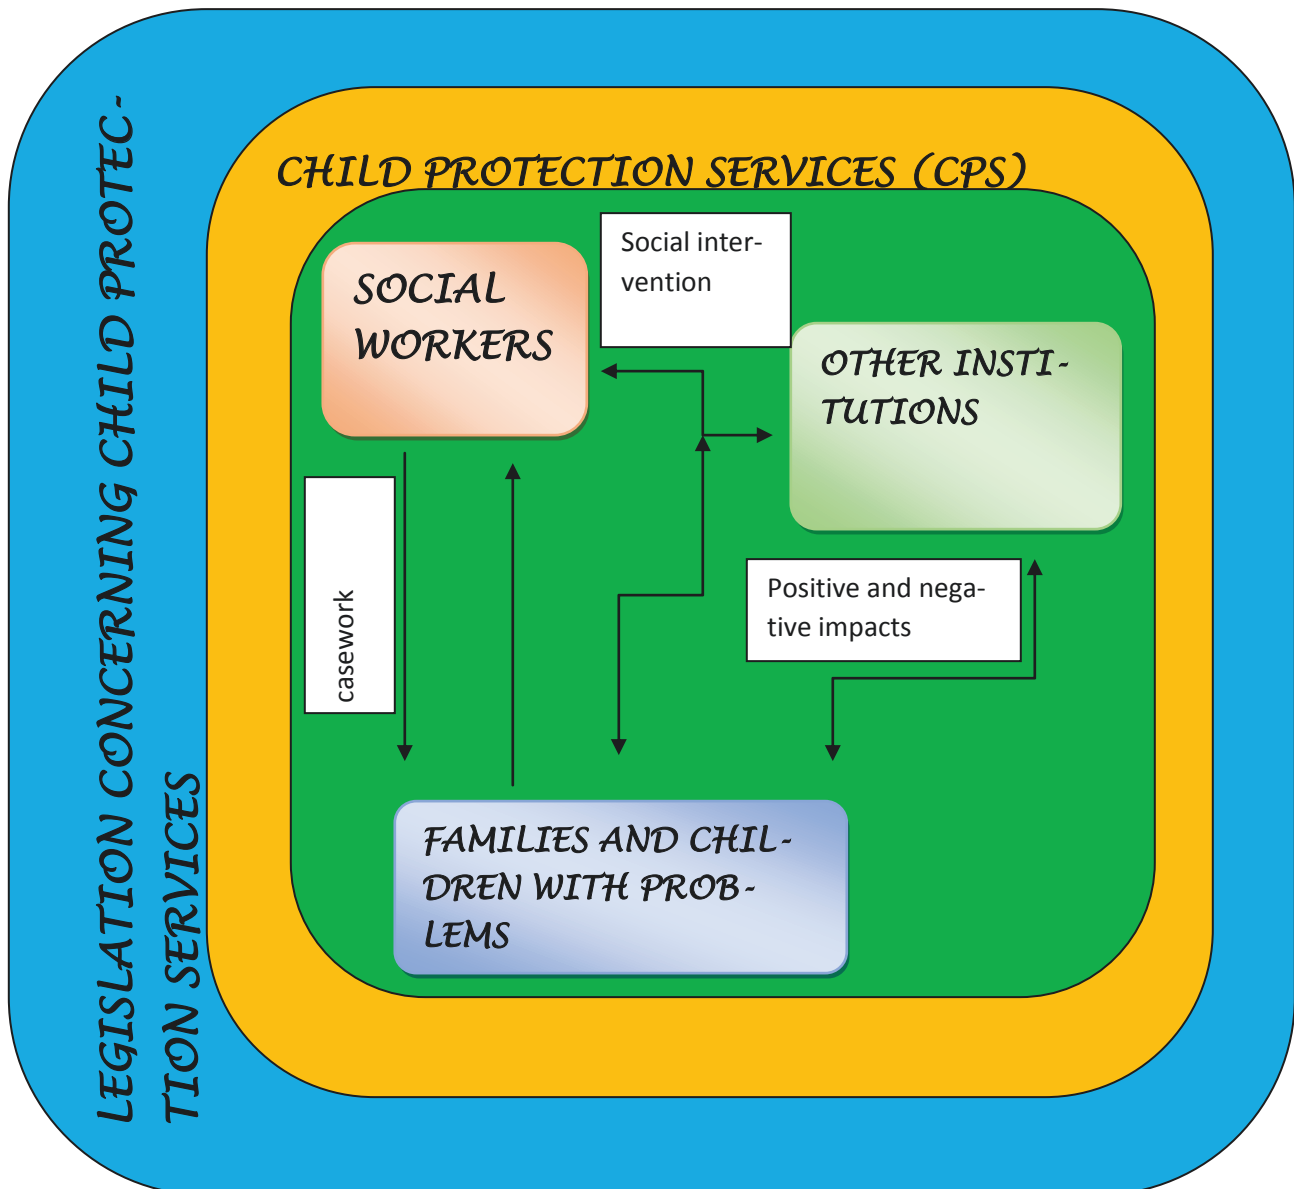 LEGISLATION CONCERNING CHILD PROTEC-
TION SERVICES
CHILD PROTECTION SERVICES (CPS)
SOCIAL
WORKERS
Social inter-
vention
OTHER INSTI-
TUTIONS
casework
Positive and nega-
tive impacts
FAMILIES AND CHIL-
DREN WITH PROB-
LEMS